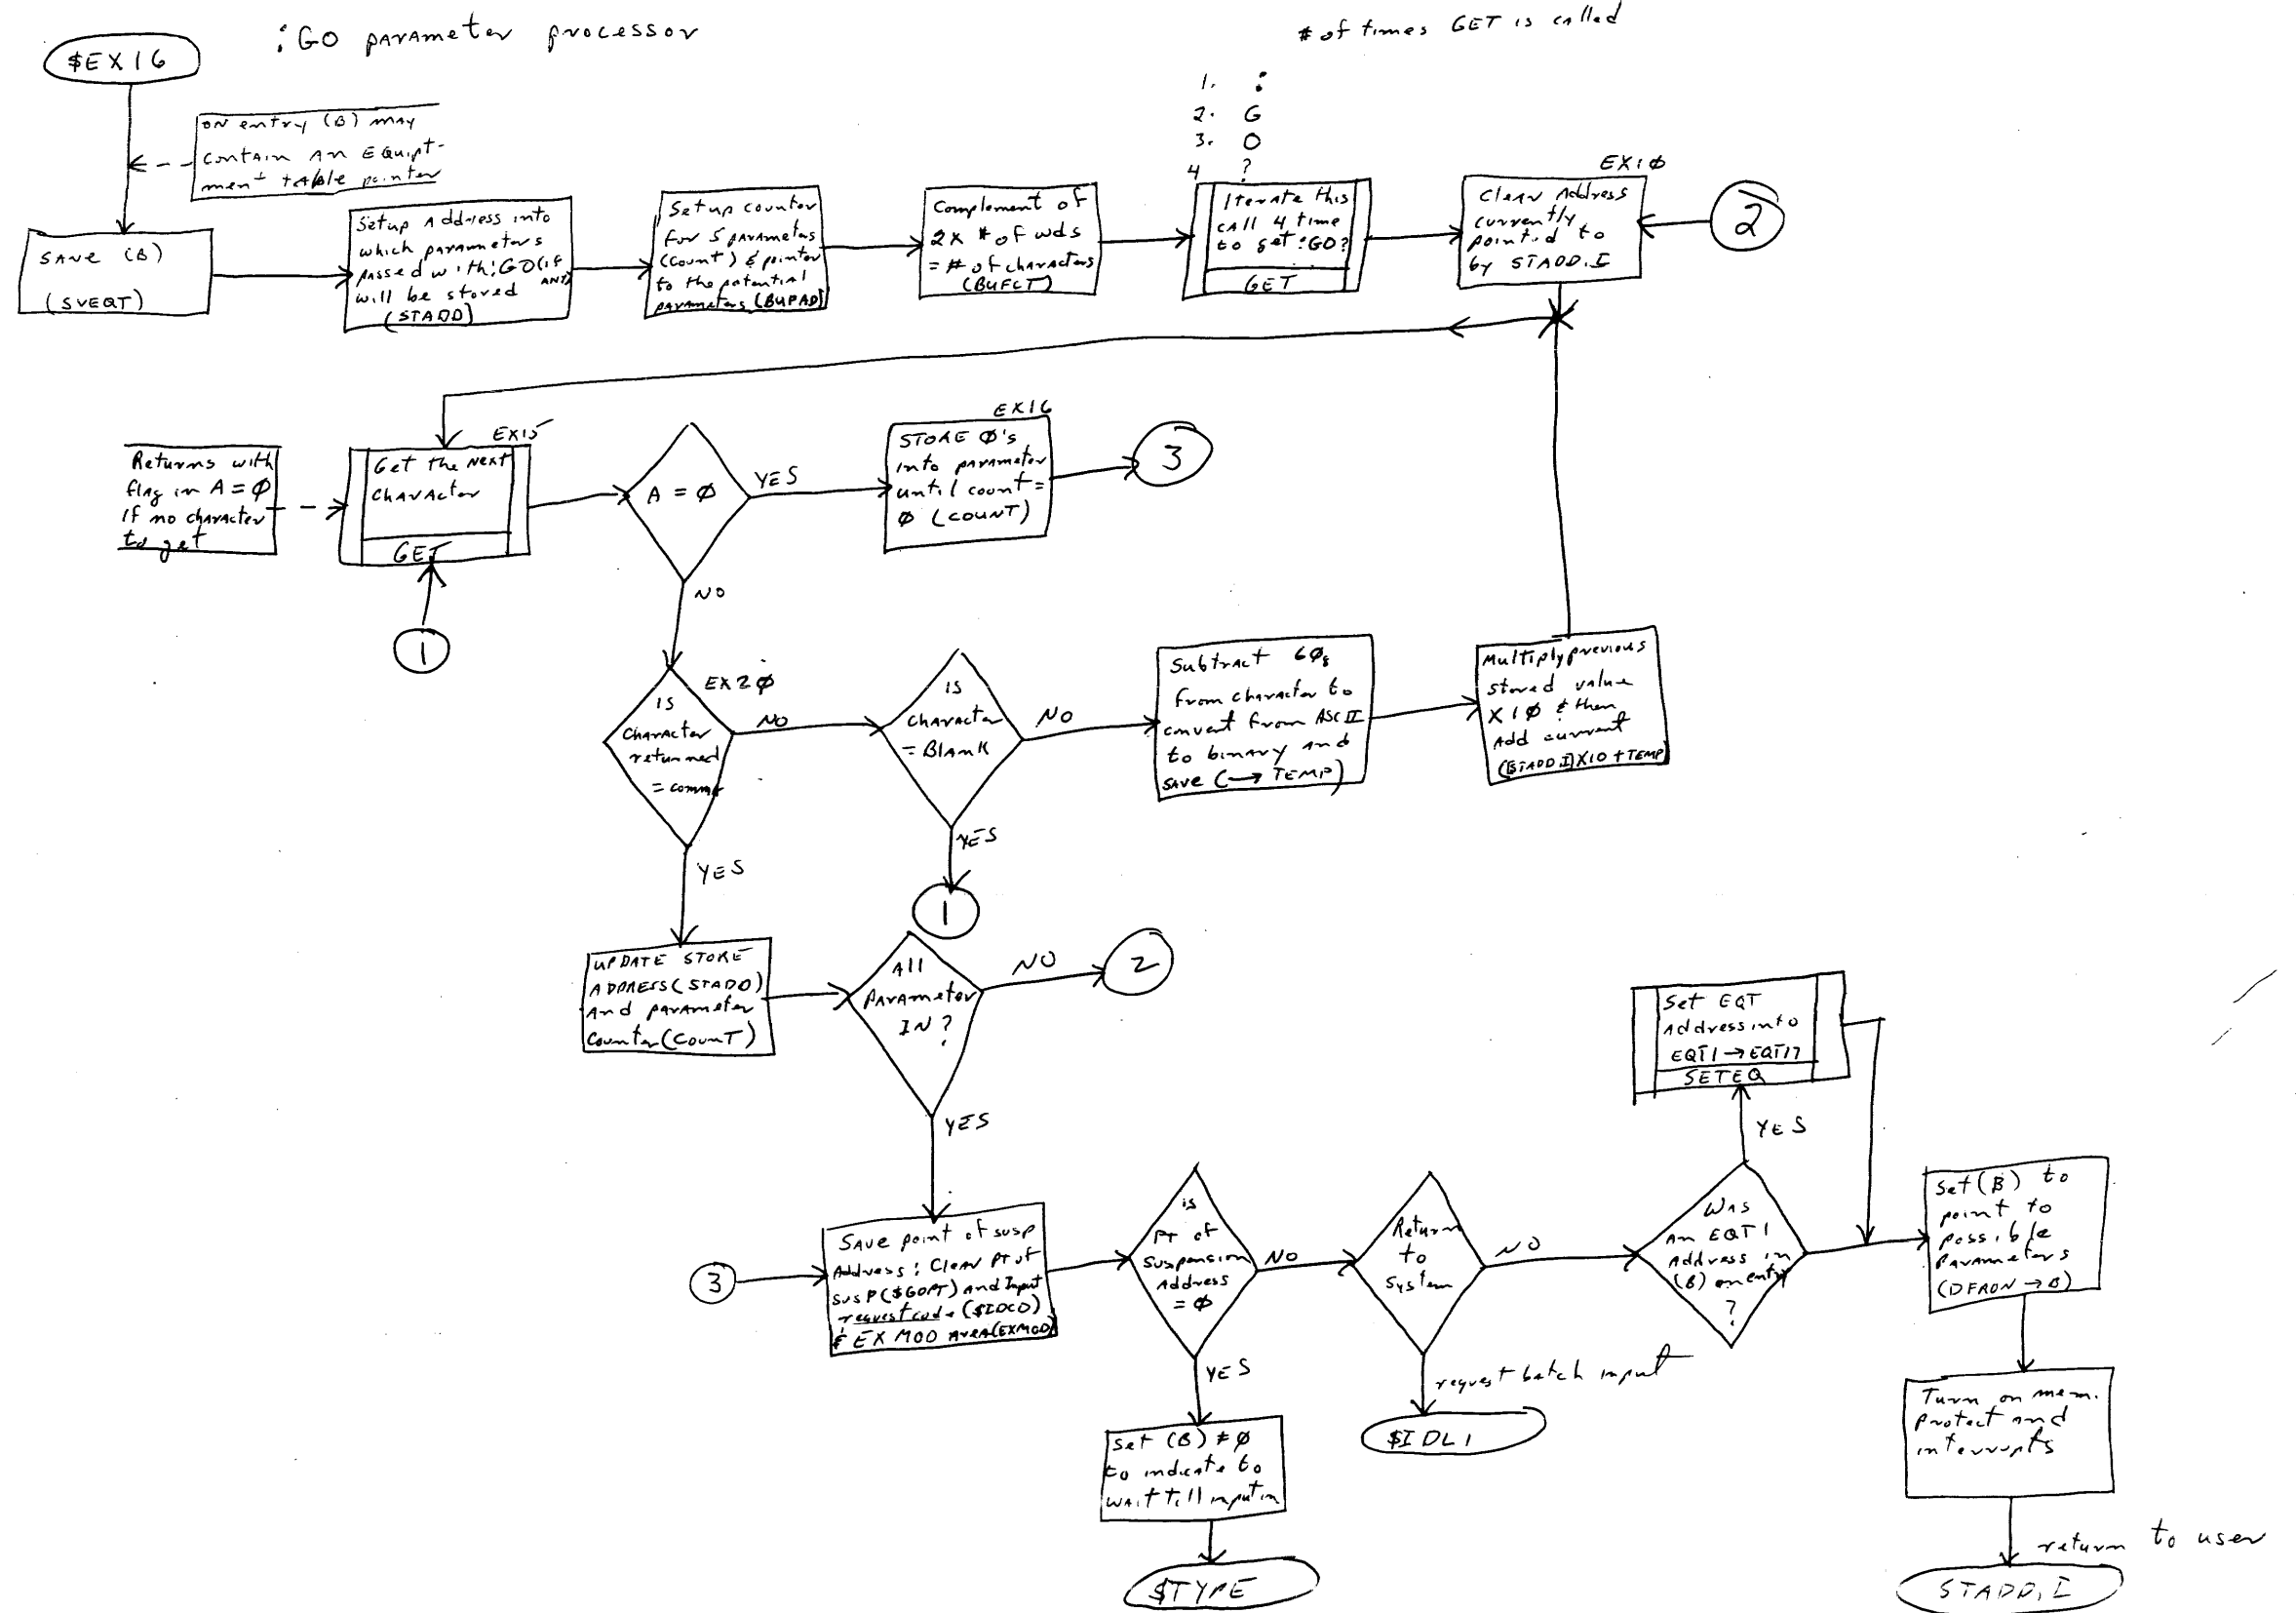 :GO parameter processor
# of times GET is called
$EX16
1. :
2. G
3. O
4 ?
ON entry (B) may
contain an Equipt-
ment table pointer
SAVE (B)
(SVEQT)
Setup Address into
which parameters
passed with :GO (if
ANY)
will be stored
(STADD)
Setup counter
for 5 parameters
(count) & pointer
to the potential
parameters (BUFAD)
Complement of
2X # of wds
= # of characters
(BUFCT)
Iterate this
call 4 time
to get :GO?
GET
EX1Ø
Clear Address
currently
pointed to
by STADD,I
2
Returns with
flag in A = Ø
if no character
to get
EX15
Get the next
character
GET
1
A = Ø
YES
NO
EX16
STORE Ø's
into parameter
until count =
Ø (COUNT)
3
EX2Ø
IS
Character
returned
= comma
NO
YES
IS
character
= Blank
NO
YES
1
Subtract 6Ø₈
from character to
convert from ASCII
to binary and
save (→ TEMP)
Multiply previous
stored value
X 1Ø & then
Add current
(STADD,I)X10 + TEMP
UPDATE STORE
ADDRESS (STADD)
And parameter
Counter (COUNT)
All
Parameter
IN?
NO
2
YES
Set EQT
Address into
EQT1 → EQT17
SETEQ
YES
3
SAVE point of susp
Address; Clear Pt of
susp ($GOPT) and Input
request code ($IOCD)
& EX MOD Area (EXMOD)
is
PT of
Suspension
Address
= Ø
NO
YES
Return
to
System
NO
request batch input
$IDL1
WAS
AN EQT1
Address in
(B) on entry
?
Set (B) to
point to
possible
parameters
(DFRON → B)
Set (B) ≠ Ø
to indicate to
wait till input in
$TYPE
Turn on mem.
protect and
interrupts
return to user
STADD,I